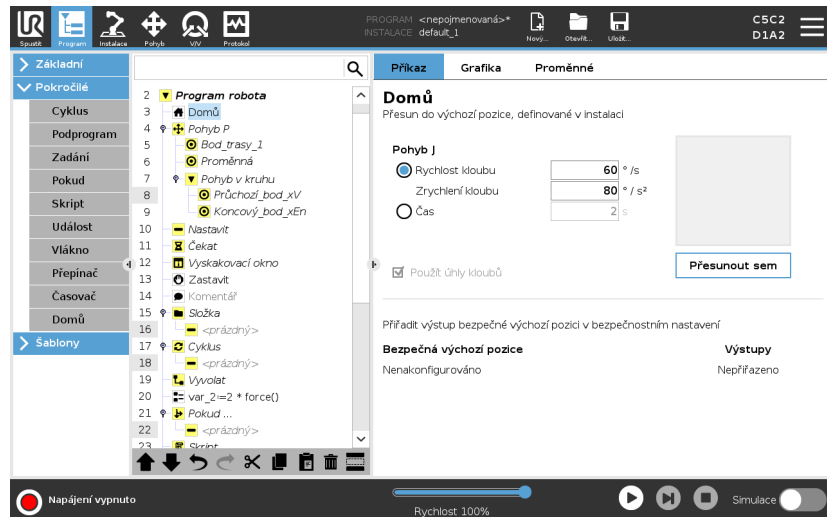 UR
PROGRAM <nepojmenovaná>*
INSTALACE default_1
C5C2
D1A2
Spustit
Program
Instalace
Pohyb
V/V
Protokol
Nový...
Otevřít...
Uložit...
Základní
Pokročilé
Cyklus
Podprogram
Zadání
Pokud
Skript
Událost
Vlákno
Přepínač
Časovač
Domů
Šablony
2 Program robota
3 Domů
4 Pohyb P
5 Bod_trasy_1
6 Proměnná
7 Pohyb v kruhu
8 Průchozí_bod_xV
9 Koncový_bod_xEn
10 Nastavit
11 Čekat
12 Vyskakovací okno
13 Zastavit
14 Komentář
15 Složka
16 <prázdný>
17 Cyklus
18 <prázdný>
19 Vyvolat
20 var_2≔2 * force()
21 Pokud ...
22 <prázdný>
23 Skript
Příkaz Grafika Proměnné
Domů
Přesun do výchozí pozice, definované v instalaci
Pohyb J
Rychlost kloubu 60 ° /s
Zrychlení kloubu 80 ° / s²
Čas 2 s
Použít úhly kloubů
Přesunout sem
Přiřadit výstup bezpečné výchozí pozici v bezpečnostním nastavení
Bezpečná výchozí pozice Výstupy
Nenakonfigurováno Nepřiřazeno
Napájení vypnuto
Rychlost 100%
Simulace